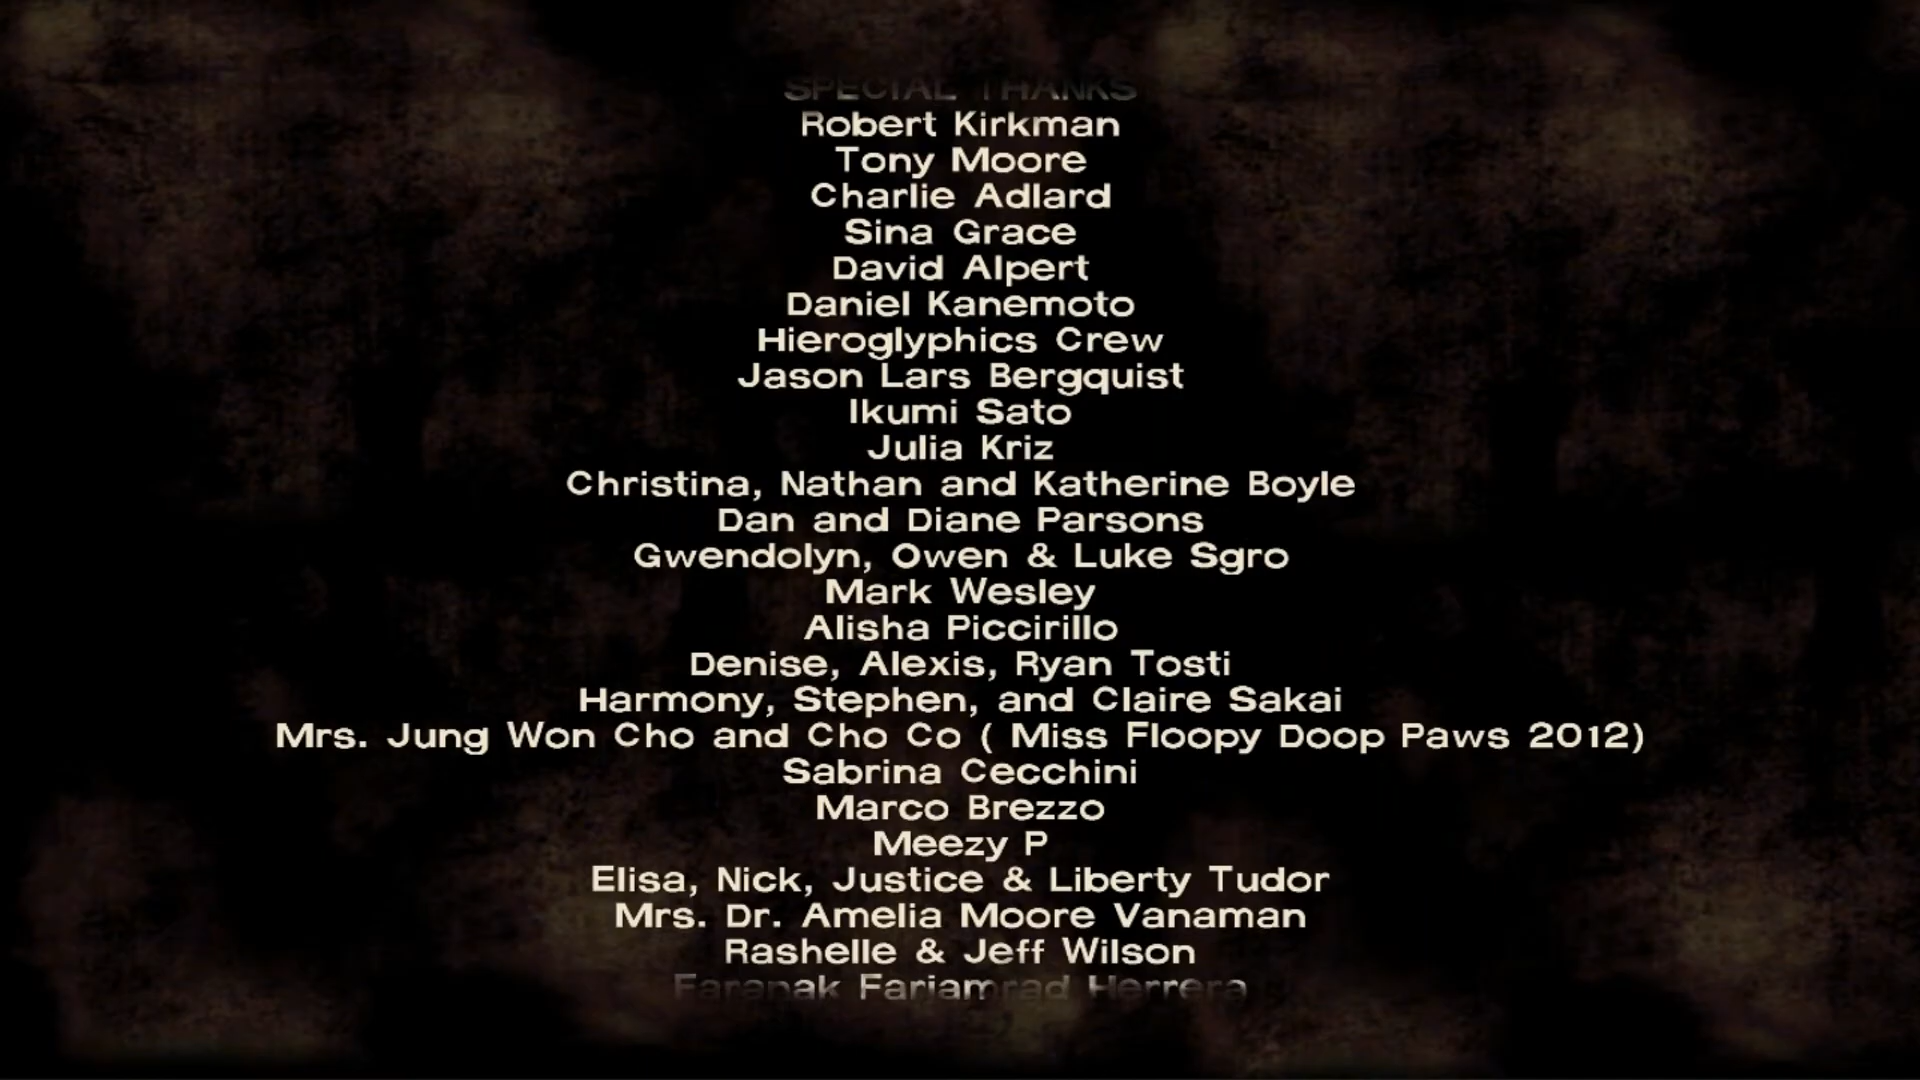 SPECIAL THANKS
Robert Kirkman
Tony Moore
Charlie Adlard
Sina Grace
David Alpert
Daniel Kanemoto
Hieroglyphics Crew
Jason Lars Bergquist
Ikumi Sato
Julia Kriz
Christina, Nathan and Katherine Boyle
Dan and Diane Parsons
Gwendolyn, Owen & Luke Sgro
Mark Wesley
Alisha Piccirillo
Denise, Alexis, Ryan Tosti
Harmony, Stephen, and Claire Sakai
Mrs. Jung Won Cho and Cho Co ( Miss Floopy Doop Paws 2012)
Sabrina Cecchini
Marco Brezzo
Meezy P
Elisa, Nick, Justice & Liberty Tudor
Mrs. Dr. Amelia Moore Vanaman
Rashelle & Jeff Wilson
Faranak Farjamrad Herrera